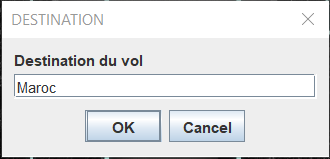 DESTINATION
Destination du vol
Maroc
OK Cancel